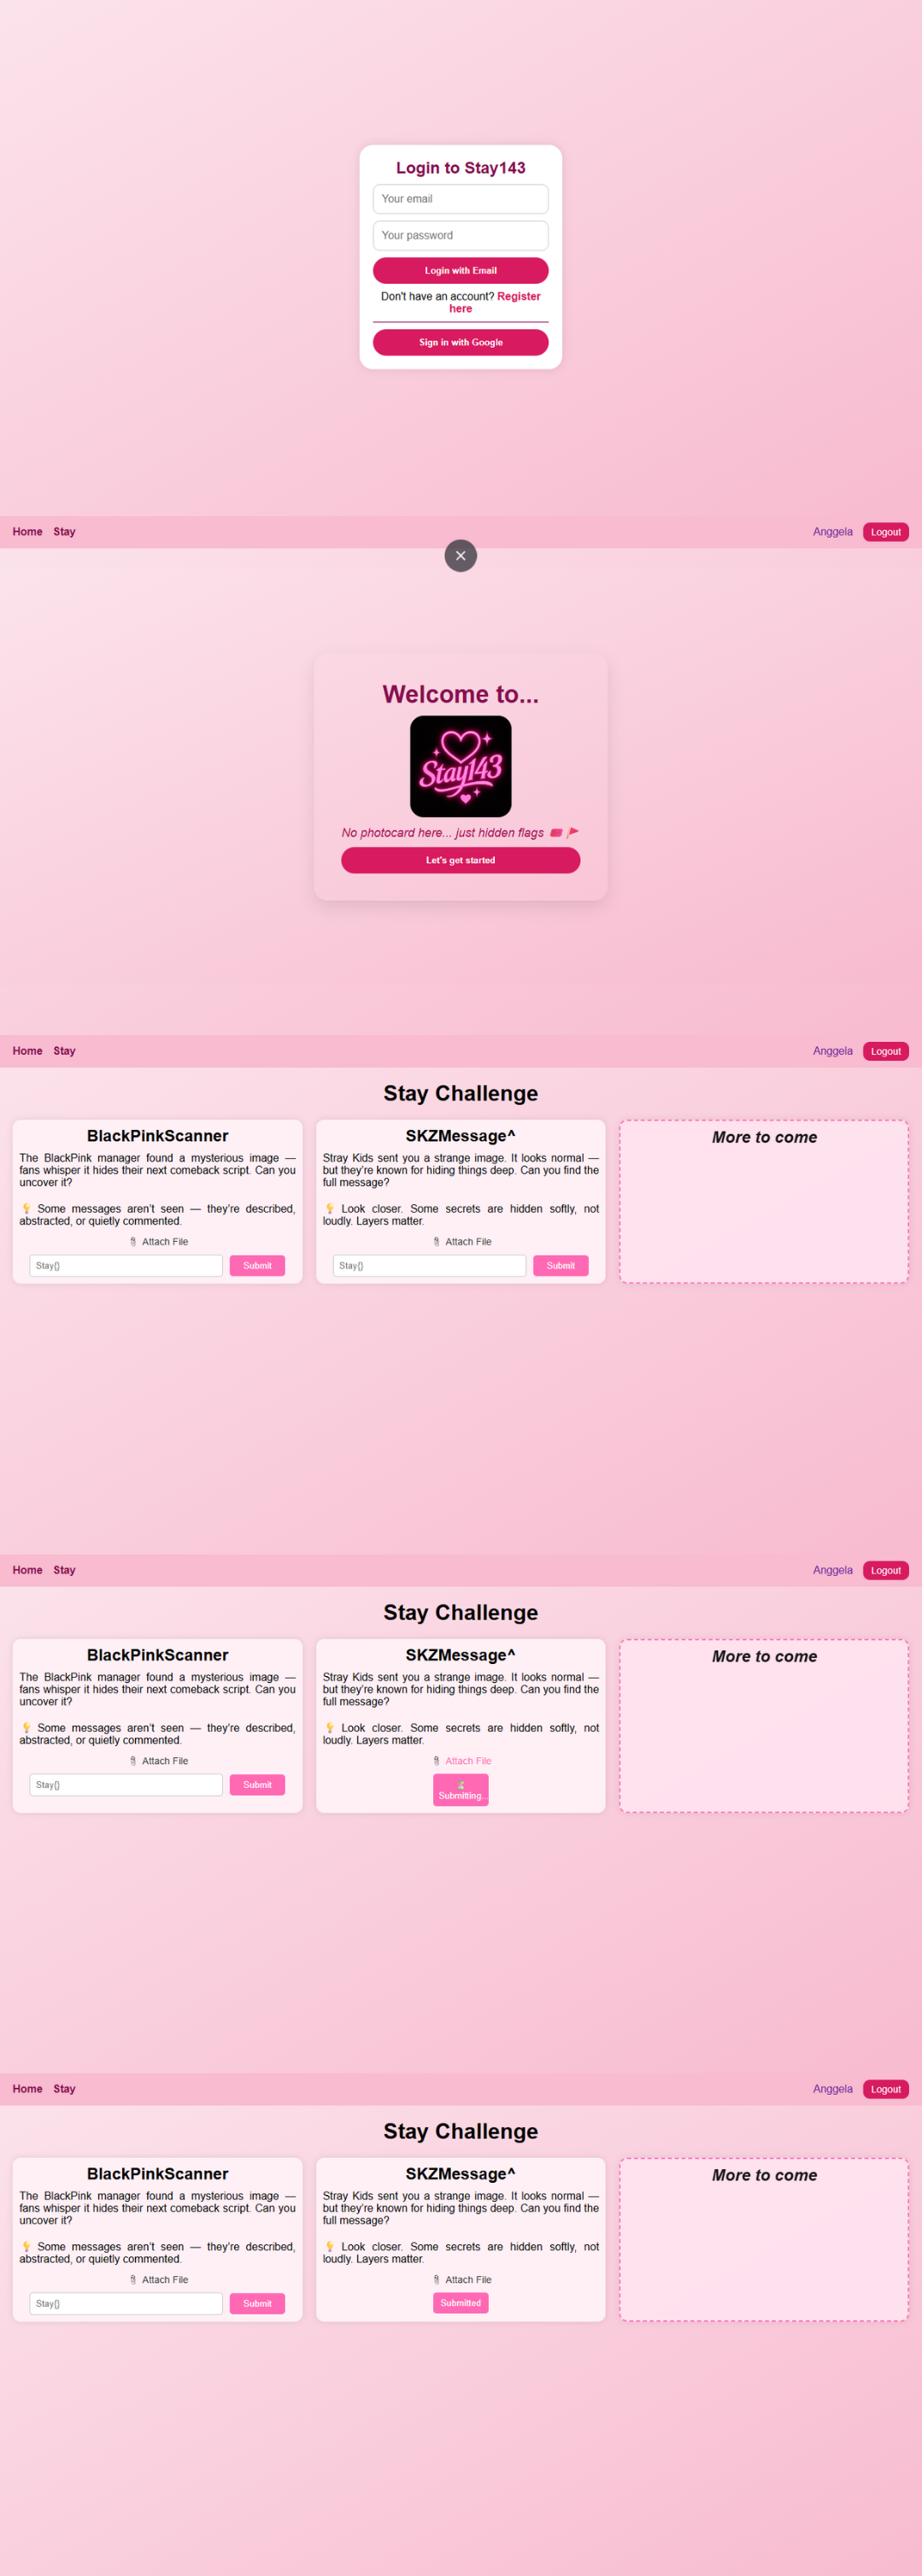 Login to Stay143
Your email
Your password
Login with Email
Don't have an account? Register
here
Sign in with Google
Home Stay Anggela Logout
×
Welcome to...
Stay143
No photocard here... just hidden flags 🎟️ 🚩
Let's get started
Home Stay Anggela Logout
Stay Challenge
BlackPinkScanner
The BlackPink manager found a mysterious image —
fans whisper it hides their next comeback script. Can you
uncover it?
💡 Some messages aren't seen — they're described,
abstracted, or quietly commented.
📎 Attach File
Stay{} Submit
SKZMessage^
Stray Kids sent you a strange image. It looks normal —
but they're known for hiding things deep. Can you find the
full message?
💡 Look closer. Some secrets are hidden softly, not
loudly. Layers matter.
📎 Attach File
Stay{} Submit
More to come
Home Stay Anggela Logout
Stay Challenge
BlackPinkScanner
The BlackPink manager found a mysterious image —
fans whisper it hides their next comeback script. Can you
uncover it?
💡 Some messages aren't seen — they're described,
abstracted, or quietly commented.
📎 Attach File
Stay{} Submit
SKZMessage^
Stray Kids sent you a strange image. It looks normal —
but they're known for hiding things deep. Can you find the
full message?
💡 Look closer. Some secrets are hidden softly, not
loudly. Layers matter.
📎 Attach File
Submitting...
More to come
Home Stay Anggela Logout
Stay Challenge
BlackPinkScanner
The BlackPink manager found a mysterious image —
fans whisper it hides their next comeback script. Can you
uncover it?
💡 Some messages aren't seen — they're described,
abstracted, or quietly commented.
📎 Attach File
Stay{} Submit
SKZMessage^
Stray Kids sent you a strange image. It looks normal —
but they're known for hiding things deep. Can you find the
full message?
💡 Look closer. Some secrets are hidden softly, not
loudly. Layers matter.
📎 Attach File
Submitted
More to come